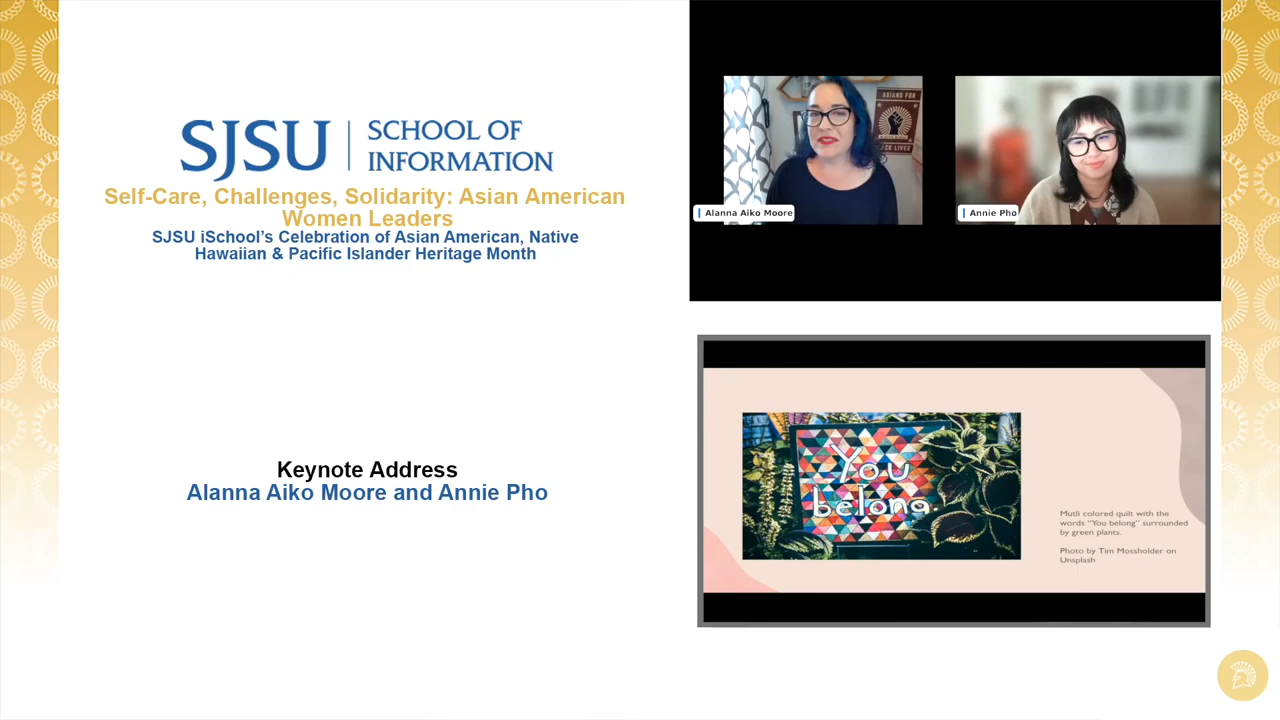 SJSU
SCHOOL OF
INFORMATION
Self-Care, Challenges, Solidarity: Asian American
Women Leaders
SJSU iSchool’s Celebration of Asian American, Native
Hawaiian & Pacific Islander Heritage Month
Keynote Address
Alanna Aiko Moore and Annie Pho
ASIANS FOR
Alanna Aiko Moore
Annie Pho
You
belong.
Mutli colored quilt with the
words “You belong” surrounded
by green plants.
Photo by Tim Mossholder on
Unsplash